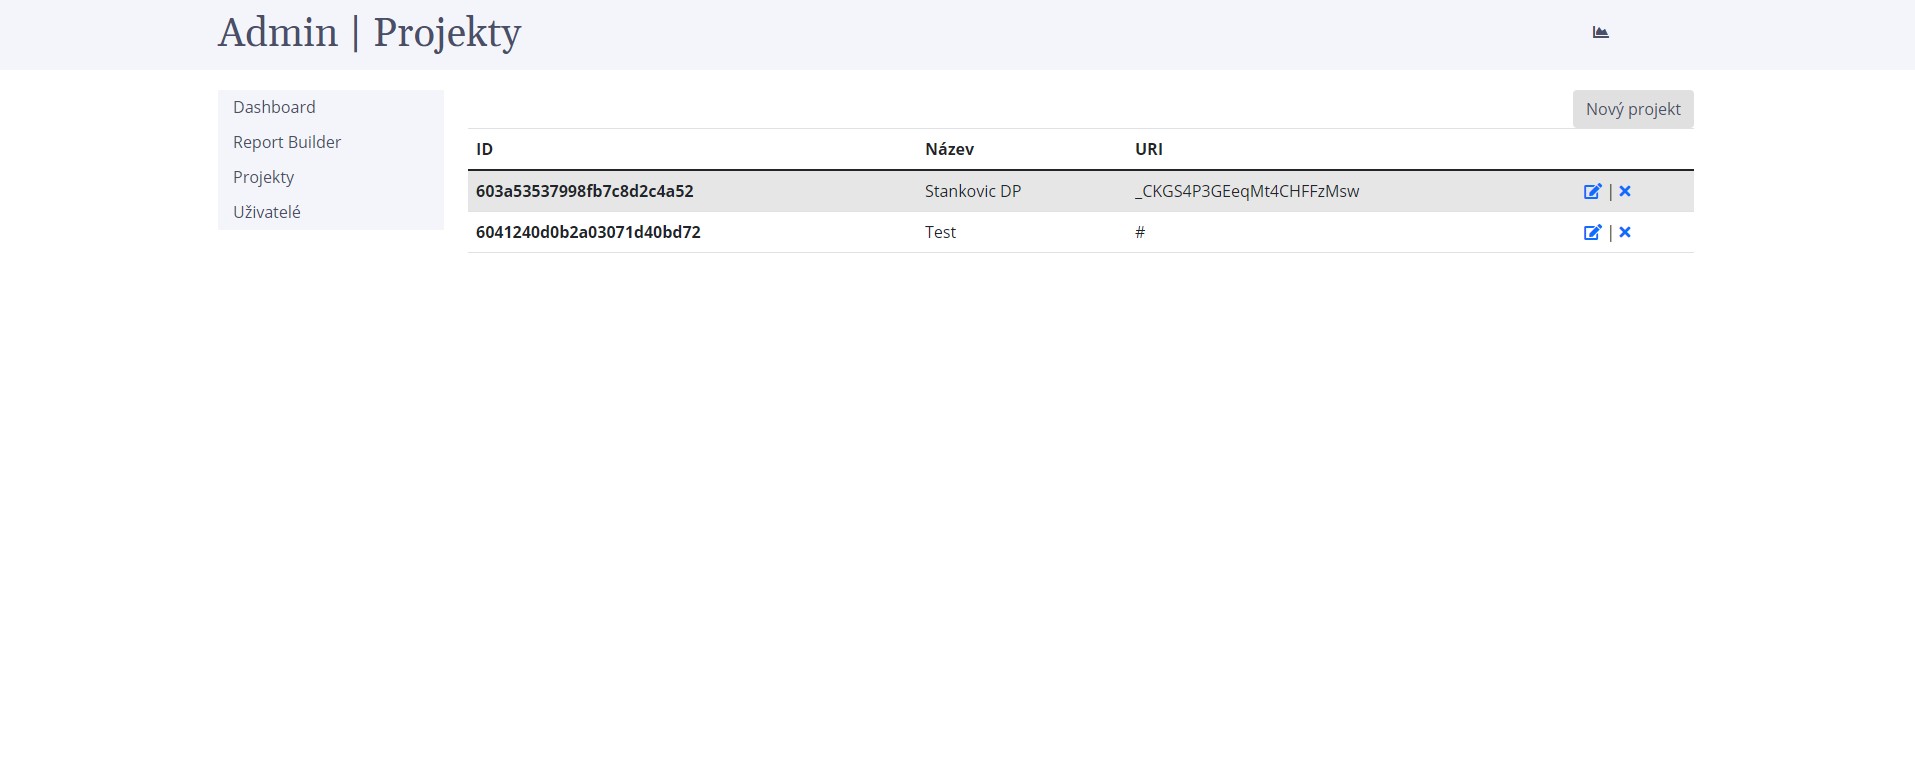 Admin | Projekty
Dashboard
Report Builder
Projekty
Uživatelé
Nový projekt
ID Název URI
603a53537998fb7c8d2c4a52 Stankovic DP _CKGS4P3GEeqMt4CHFFzMsw |
6041240d0b2a03071d40bd72 Test # |